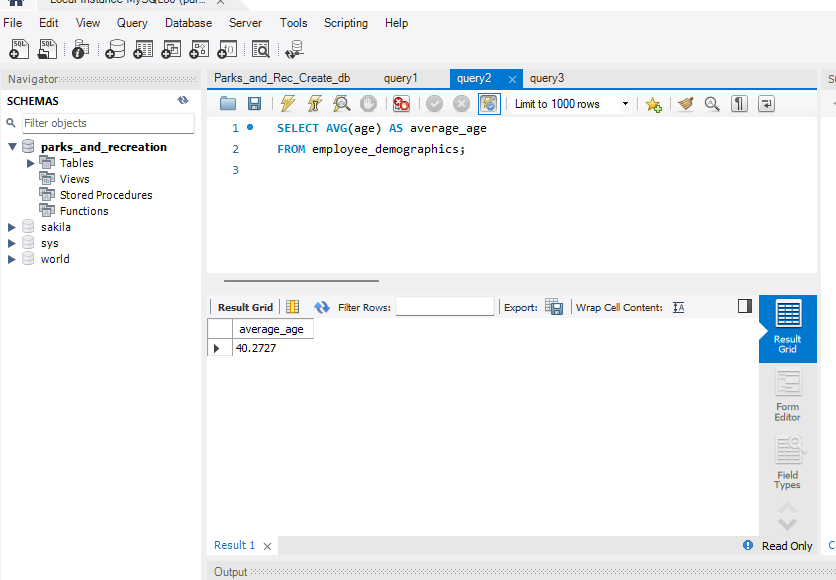 File Edit View Query Database Server Tools Scripting Help
Navigator
SCHEMAS
Filter objects
parks_and_recreation
Tables
Views
Stored Procedures
Functions
sakila
sys
world
Parks_and_Rec_Create_db query1 query2 query3
Limit to 1000 rows
1 SELECT AVG(age) AS average_age
2 FROM employee_demographics;
3
Result Grid Filter Rows: Export: Wrap Cell Content:
average_age
40.2727
Result
Grid
Form
Editor
Field
Types
Result 1 Read Only
Output